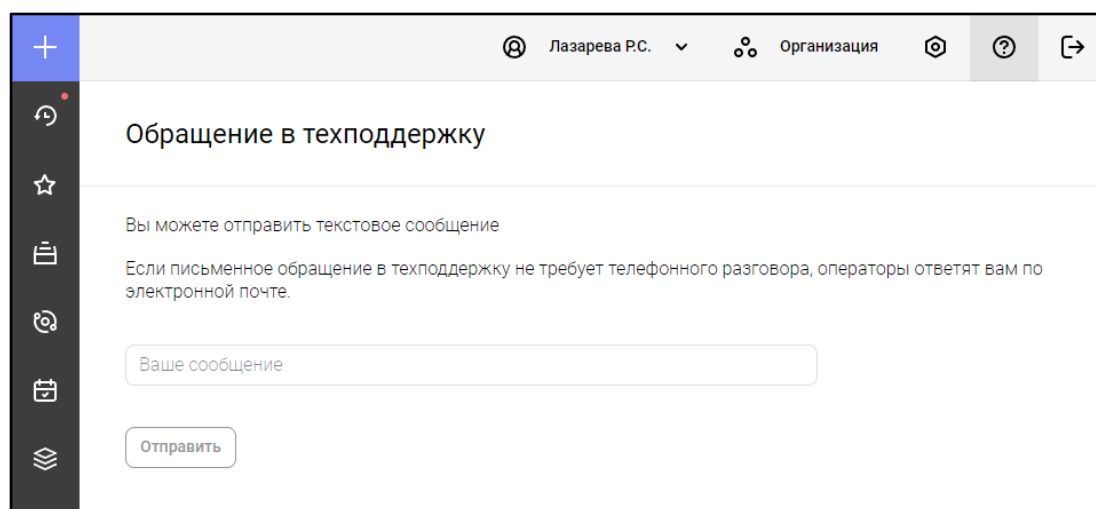 Лазарева Р.С.
Организация
Обращение в техподдержку
Вы можете отправить текстовое сообщение
Если письменное обращение в техподдержку не требует телефонного разговора, операторы ответят вам по
электронной почте.
Ваше сообщение
Отправить